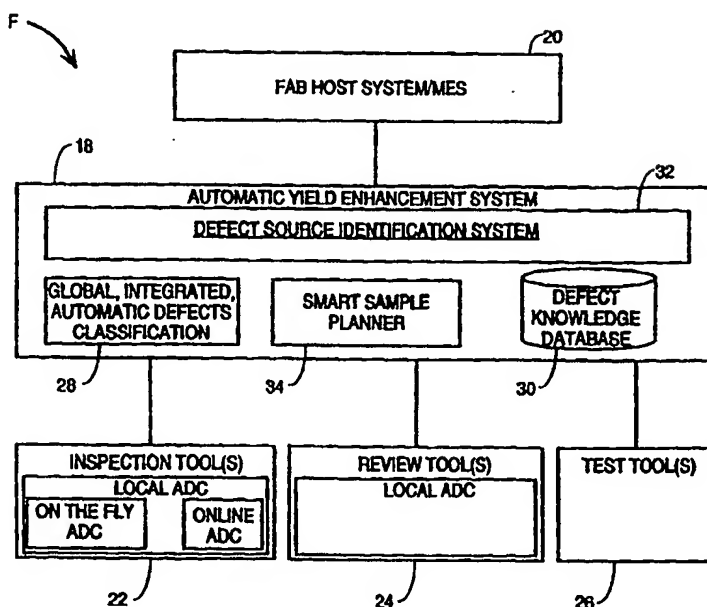 F
20
FAB HOST SYSTEM/MES
18
32
AUTOMATIC YIELD ENHANCEMENT SYSTEM
DEFECT SOURCE IDENTIFICATION SYSTEM
GLOBAL, INTEGRATED,
AUTOMATIC DEFECTS
CLASSIFICATION
SMART SAMPLE
PLANNER
DEFECT
KNOWLEDGE
DATABASE
28
34
30
INSPECTION TOOL(S)
LOCAL ADC
ON THE FLY
ADC
ONLINE
ADC
REVIEW TOOL(S)
LOCAL ADC
TEST TOOL(S)
22
24
26